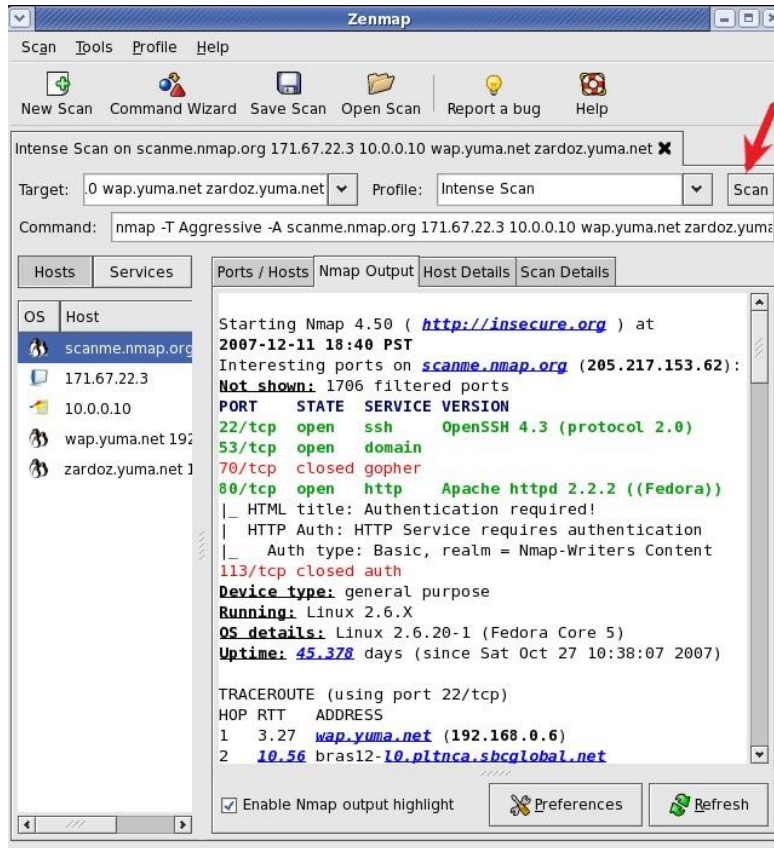 Zenmap
Scan Tools Profile Help
New Scan Command Wizard Save Scan Open Scan Report a bug Help
Intense Scan on scanme.nmap.org 171.67.22.3 10.0.0.10 wap.yuma.net zardoz.yuma.net
Target: .0 wap.yuma.net zardoz.yuma.net Profile: Intense Scan Scan
Command: nmap -T Aggressive -A scanme.nmap.org 171.67.22.3 10.0.0.10 wap.yuma.net zardoz.yuma
Hosts Services Ports / Hosts Nmap Output Host Details Scan Details
OS Host
scanme.nmap.org
171.67.22.3
10.0.0.10
wap.yuma.net 192
zardoz.yuma.net 1
Starting Nmap 4.50 ( http://insecure.org ) at
2007-12-11 18:40 PST
Interesting ports on scanme.nmap.org (205.217.153.62):
Not shown: 1706 filtered ports
PORT STATE SERVICE VERSION
22/tcp open ssh OpenSSH 4.3 (protocol 2.0)
53/tcp open domain
70/tcp closed gopher
80/tcp open http Apache httpd 2.2.2 ((Fedora))
|_ HTML title: Authentication required!
| HTTP Auth: HTTP Service requires authentication
|_ Auth type: Basic, realm = Nmap-Writers Content
113/tcp closed auth
Device type: general purpose
Running: Linux 2.6.X
OS details: Linux 2.6.20-1 (Fedora Core 5)
Uptime: 45.378 days (since Sat Oct 27 10:38:07 2007)
TRACEROUTE (using port 22/tcp)
HOP RTT ADDRESS
1 3.27 wap.yuma.net (192.168.0.6)
2 10.56 bras12-l0.pltnca.sbcglobal.net
Enable Nmap output highlight Preferences Refresh